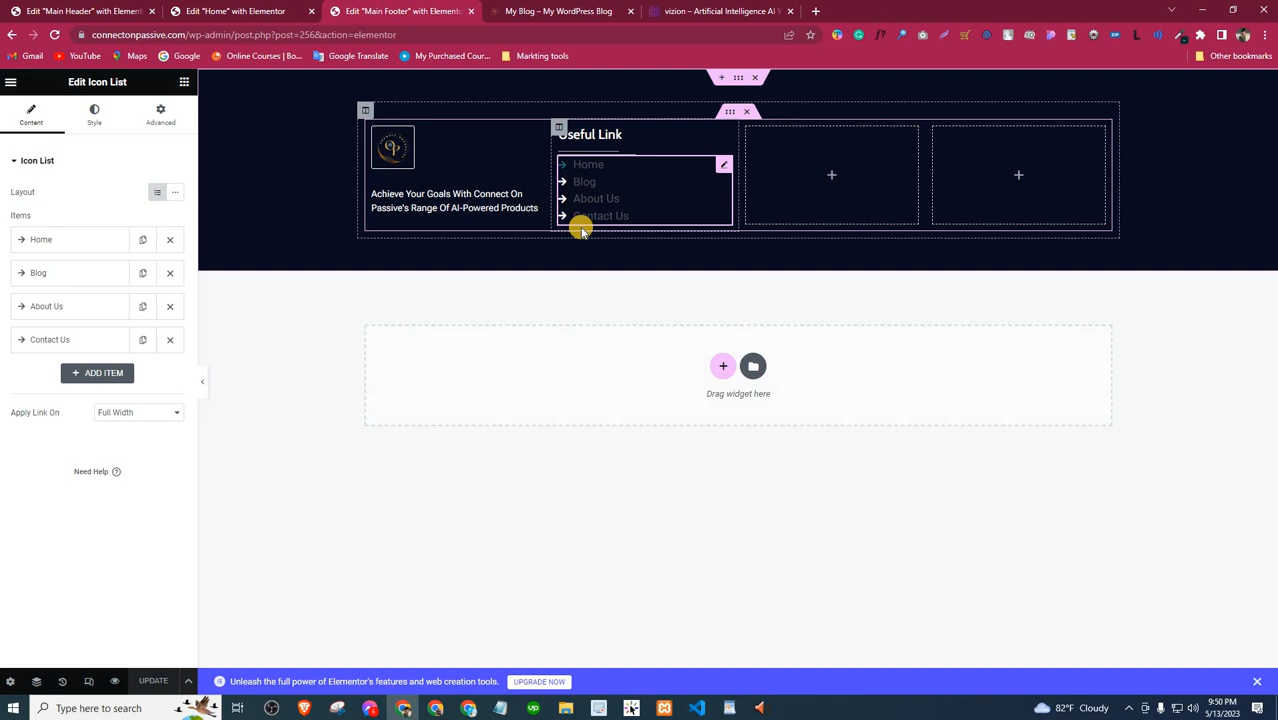 Edit "Main Header" with Elemen
Edit "Home" with Elementor
Edit "Main Footer" with Element
My Blog – My WordPress Blog
vizion – Artificial Intelligence AI W
connectonpassive.com/wp-admin/post.php?post=256&action=elementor
Gmail
YouTube
Maps
Google
Online Courses | Bo...
Google Translate
My Purchased Cour...
Markting tools
Other bookmarks
Edit Icon List
Content
Style
Advanced
Icon List
Layout
Items
Home
Blog
About Us
Contact Us
ADD ITEM
Apply Link On
Full Width
Need Help
UPDATE
CP
Achieve Your Goals With Connect On
Passive's Range Of AI-Powered Products
Useful Link
Home
Blog
About Us
Contact Us
Drag widget here
Unleash the full power of Elementor's features and web creation tools.
UPGRADE NOW
Type here to search
82°F Cloudy
9:50 PM
5/13/2023